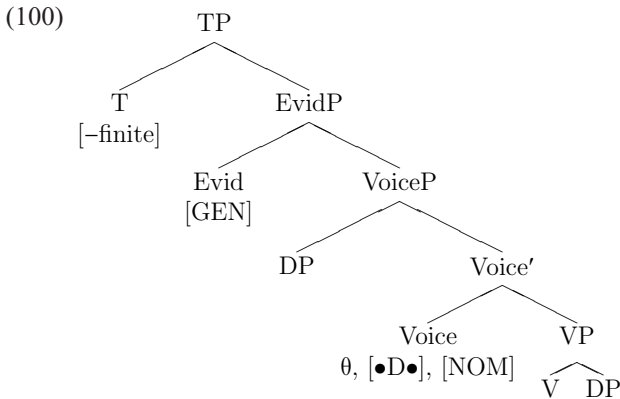 (100)
TP
T EvidP
[–finite]
Evid VoiceP
[GEN]
DP Voice′
Voice VP
θ, [●D●], [NOM]
V DP